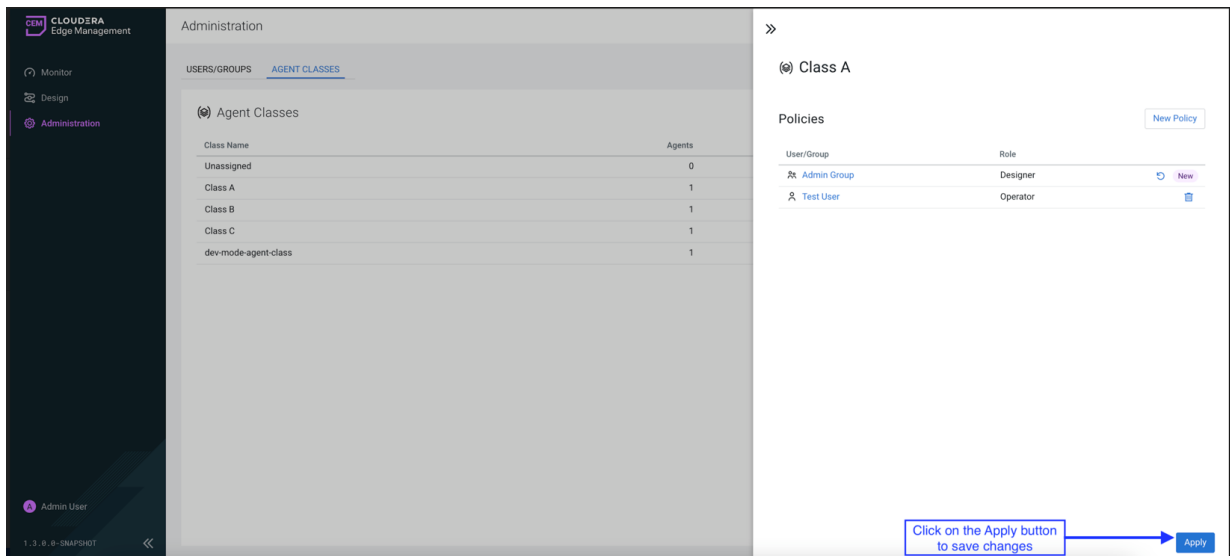 CEM CLOUDERA
Edge Management
Monitor
Design
Administration
A Admin User
1.3.0.0-SNAPSHOT
Administration
USERS/GROUPS AGENT CLASSES
Agent Classes
Class Name Agents
Unassigned 0
Class A 1
Class B 1
Class C 1
dev-mode-agent-class 1
Class A
Policies New Policy
User/Group Role
Admin Group Designer New
Test User Operator
Click on the Apply button
to save changes
Apply